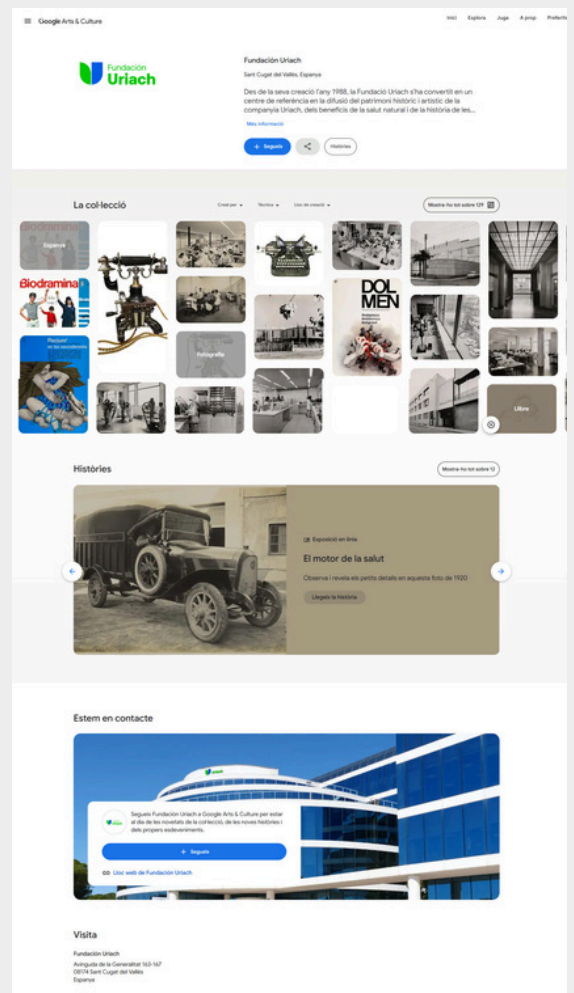 Google Arts & Culture
Inici Explora Juga A prop
Fundación
Uriach
Fundación Uriach
Sant Cugat del Vallès, Espanya
Des de la seva creació l'any 1988, la Fundació Uriach s'ha convertit en un
centre de referència en la difusió del patrimoni històric i artístic de la
companyia Uriach, dels beneficis de la salut natural i de la història de les...
Més informació
+ Segueix
Històries
La col·lecció
Creat per
Tècnica
Lloc de creació
Mostra-ho tot sobre 129
Espanya
Biodramina
DOL
MEN
Fotografia
Llibre
Històries
Mostra-ho tot sobre 12
Exposició en línia
El motor de la salut
Observa i revela els petits detalls en aquesta foto de 1920
Llegeix la història
Estem en contacte
Segueix Fundación Uriach a Google Arts & Culture per estar
al dia de les novetats de la col·lecció, de les noves històries i
dels propers esdeveniments.
+ Segueix
Lloc web de Fundación Uriach
Visita
Fundación Uriach
Avinguda de la Generalitat 163-167
08174 Sant Cugat del Vallès
Espanya